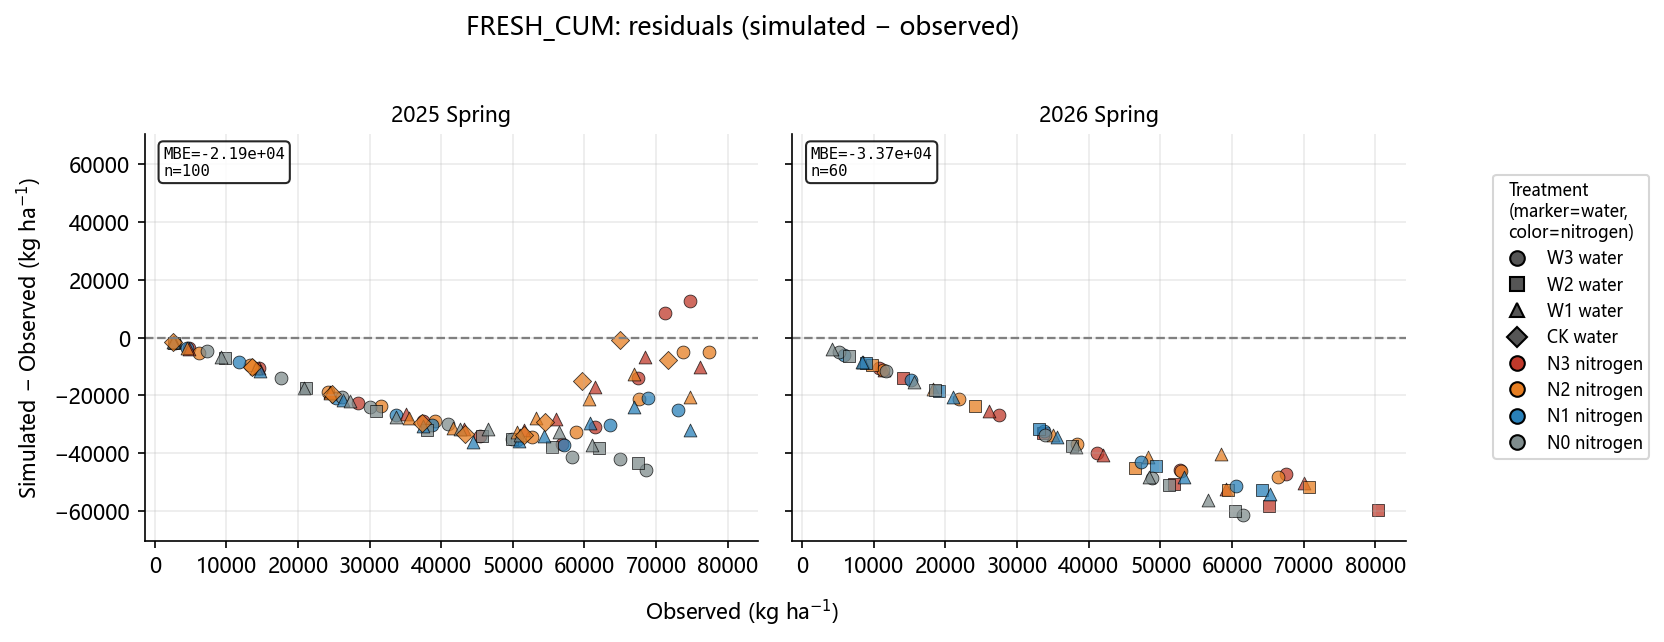 FRESH_CUM: residuals (simulated − observed)
2025 Spring
2026 Spring
MBE=-2.19e+04
n=100
MBE=-3.37e+04
n=60
Simulated − Observed (kg ha⁻¹)
60000
40000
20000
0
−20000
−40000
−60000
0 10000 20000 30000 40000 50000 60000 70000 80000
0 10000 20000 30000 40000 50000 60000 70000 80000
Observed (kg ha⁻¹)
Treatment
(marker=water,
color=nitrogen)
W3 water
W2 water
W1 water
CK water
N3 nitrogen
N2 nitrogen
N1 nitrogen
N0 nitrogen